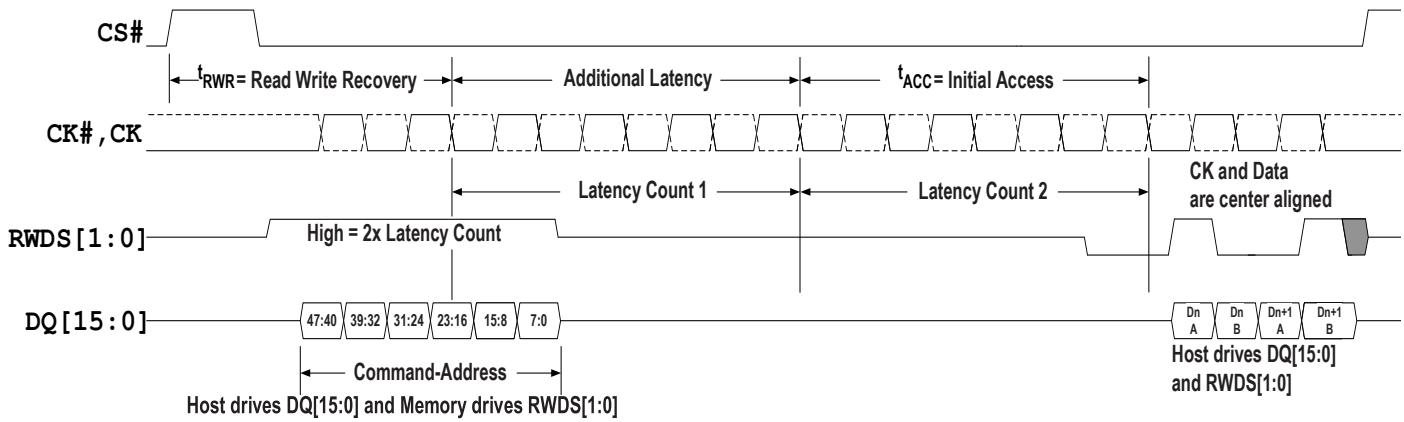 CS#
tRWR = Read Write Recovery
Additional Latency
tACC = Initial Access
CK#,CK
Latency Count 1
Latency Count 2
CK and Data
are center aligned
RWDS[1:0]
High = 2x Latency Count
DQ[15:0]
47:40 39:32 31:24 23:16 15:8 7:0
Dn Dn Dn+1 Dn+1
A B A B
Command-Address
Host drives DQ[15:0]
and RWDS[1:0]
Host drives DQ[15:0] and Memory drives RWDS[1:0]